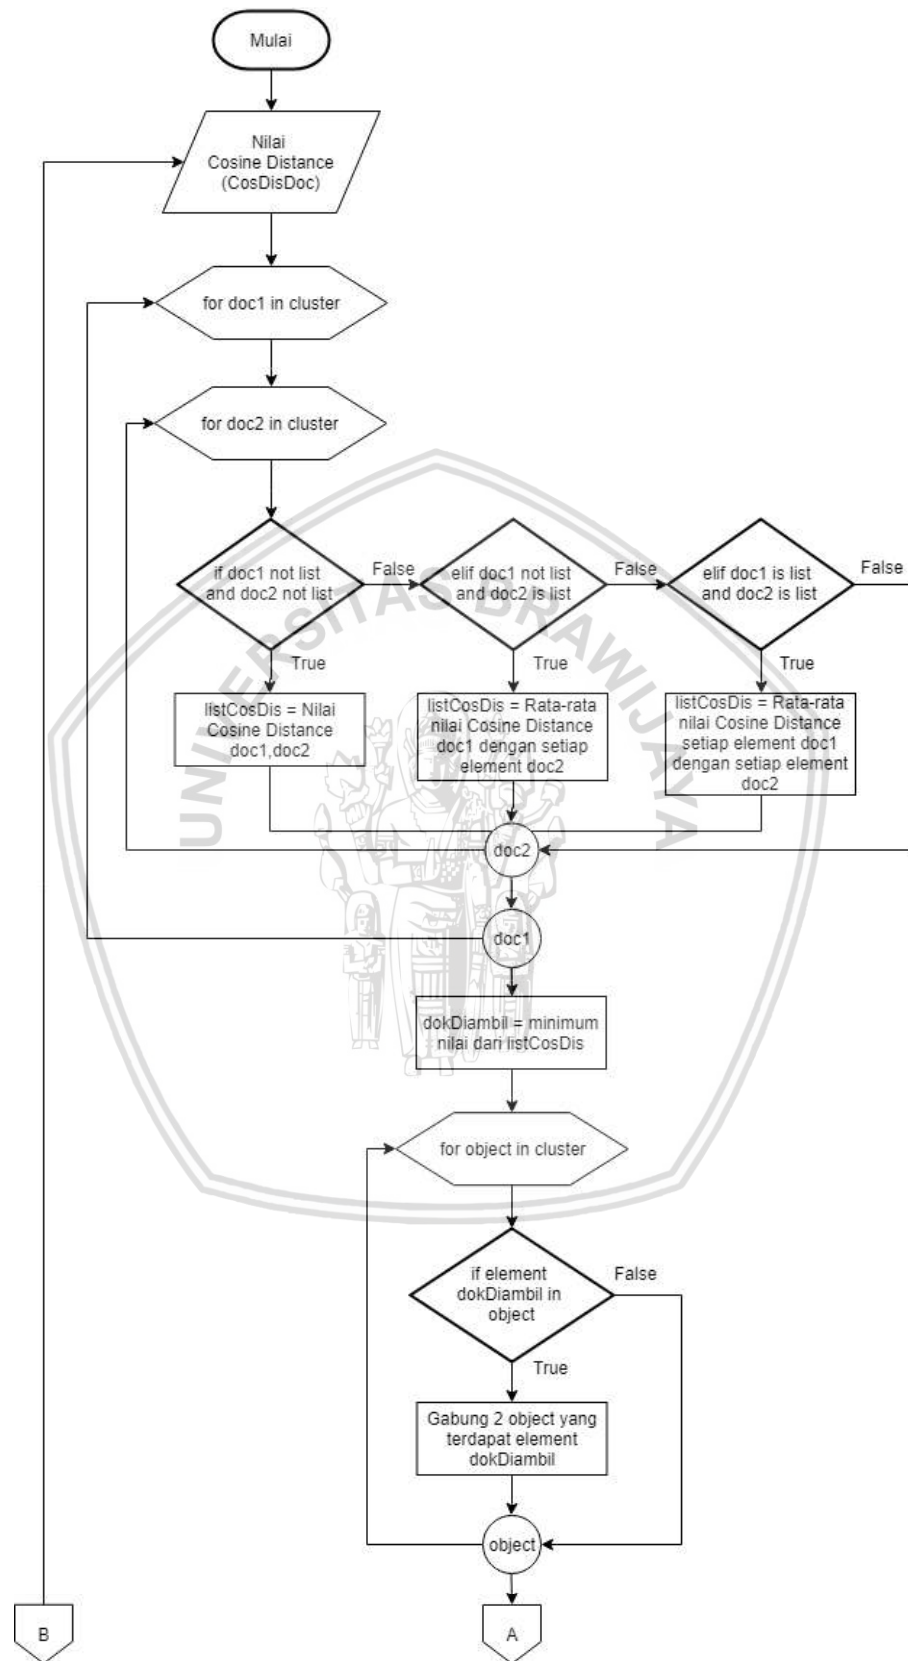 Mulai
Nilai
Cosine Distance
(CosDisDoc)
for doc1 in cluster
for doc2 in cluster
if doc1 not list
and doc2 not list
False
elif doc1 not list
and doc2 is list
False
elif doc1 is list
and doc2 is list
False
True
True
True
listCosDis = Nilai
Cosine Distance
doc1,doc2
listCosDis = Rata-rata
nilai Cosine Distance
doc1 dengan setiap
element doc2
listCosDis = Rata-rata
nilai Cosine Distance
setiap element doc1
dengan setiap element
doc2
UNIVERSITAS BRAWIJAYA
doc2
doc1
dokDiambil = minimum
nilai dari listCosDis
for object in cluster
if element
dokDiambil in
object
False
True
Gabung 2 object yang
terdapat element
dokDiambil
object
B
A